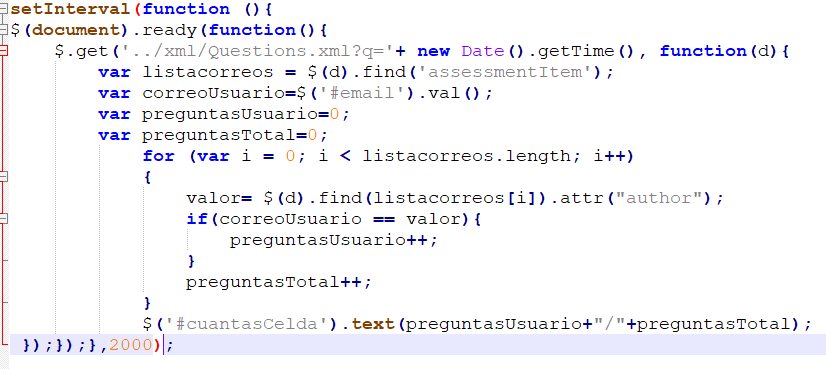 setInterval(function (){
$(document).ready(function(){
    $.get('../xml/Questions.xml?q='+ new Date().getTime(), function(d){
        var listacorreos = $(d).find('assessmentItem');
        var correoUsuario=$('#email').val();
        var preguntasUsuario=0;
        var preguntasTotal=0;
            for (var i = 0; i < listacorreos.length; i++)
            {
                valor= $(d).find(listacorreos[i]).attr("author");
                if(correoUsuario == valor){
                    preguntasUsuario++;
                }
                preguntasTotal++;
            }
            $('#cuantasCelda').text(preguntasUsuario+"/"+preguntasTotal);
 });});},2000);